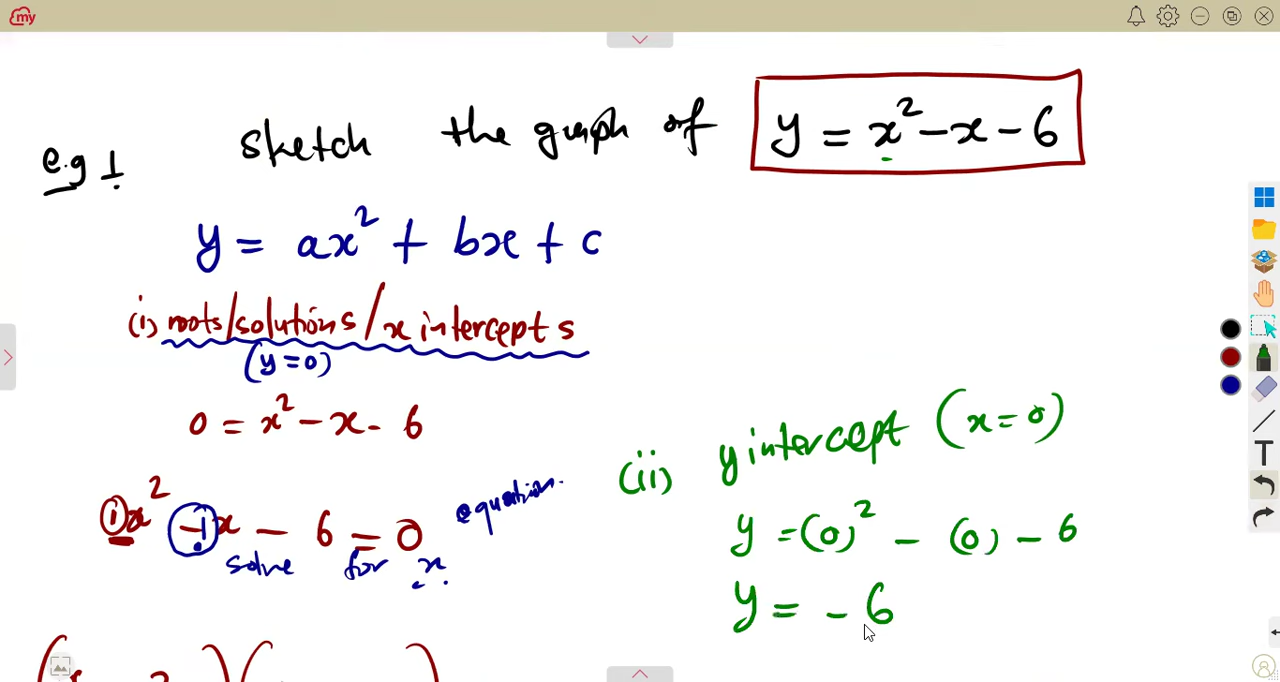 my
e.g 1 sketch the graph of y = x² - x - 6
y = ax² + bx + c
(i) roots/solutions/x intercepts
(y=0)
0 = x² - x - 6
1x² -1x - 6 = 0 equation.
solve for x
(ii) y intercept (x=0)
y = (0)² - (0) - 6
y = - 6